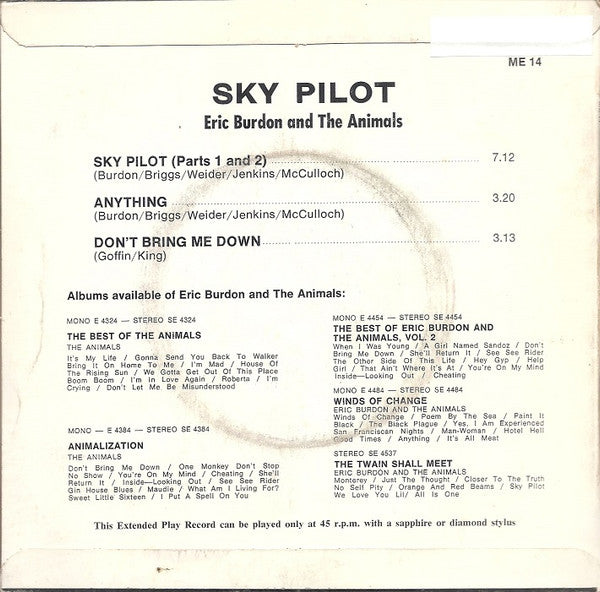 ME 14
SKY PILOT
Eric Burdon and The Animals
SKY PILOT (Parts 1 and 2) 7.12
(Burdon/Briggs/Weider/Jenkins/McCulloch)
ANYTHING 3.20
(Burdon/Briggs/Weider/Jenkins/McCulloch)
DON'T BRING ME DOWN 3.13
(Goffin/King)
Albums available of Eric Burdon and The Animals:
MONO E 4324 — STEREO SE 4324
THE BEST OF THE ANiMALS
THE ANIMALS
It's My Life / Gonna Send You Back To Walker
Bring It On Home To Me / I'm Mad / House Of
The Rising Sun / We Gotta Get Out Of This Place
Boom Boom / I'm In Love Again / Roberta / I'm
Crying / Don't Let Me Be Misunderstood
MONO — E 4384 — STEREO SE 4384
ANIMALIZATION
THE ANIMALS
Don't Bring Me Down / One Monkey Don't Stop
No Show / You're On My Mind / Cheating / She'll
Return It / Inside—Looking Out / See See Rider
Gin House Blues / Maudie / What Am I Living For?
Sweet Little Sixteen / I Put A Spell On You
MONO E 4454 — STEREO SE 4454
THE BEST OF ERIC BURDON AND
THE ANIMALS, VOL. 2
When I Was Young / A Girl Named Sandoz / Don't
Bring Me Down / She'll Return It / See See Rider
The Other Side Of This Life / Hey Gyp / Help
Girl / That Ain't Where It's At / You're On My Mind
Inside—Looking Out / Cheating
MONO E 4484 — STEREO SE 4484
WINDS OF CHANGE
ERIC BURDON AND THE ANIMALS
Winds Of Change / Poem By The Sea / Paint It
Black / The Black Plague / Yes. I Am Experienced
San Franciscan Nights / Man-Woman / Hotel Hell
Good Times / Anything / It's All Meat
STEREO SE 4537
THE TWAIN SHALL MEET
ERIC BURDON AND THE ANIMALS
Monterey / Just The Thought / Closer To The Truth
No Self Pity / Orange And Red Beams / Sky Pilot
We Love You Lil / All Is One
This Extended Play Record can be played only at 45 r.p.m. with a sapphire or diamond stylus